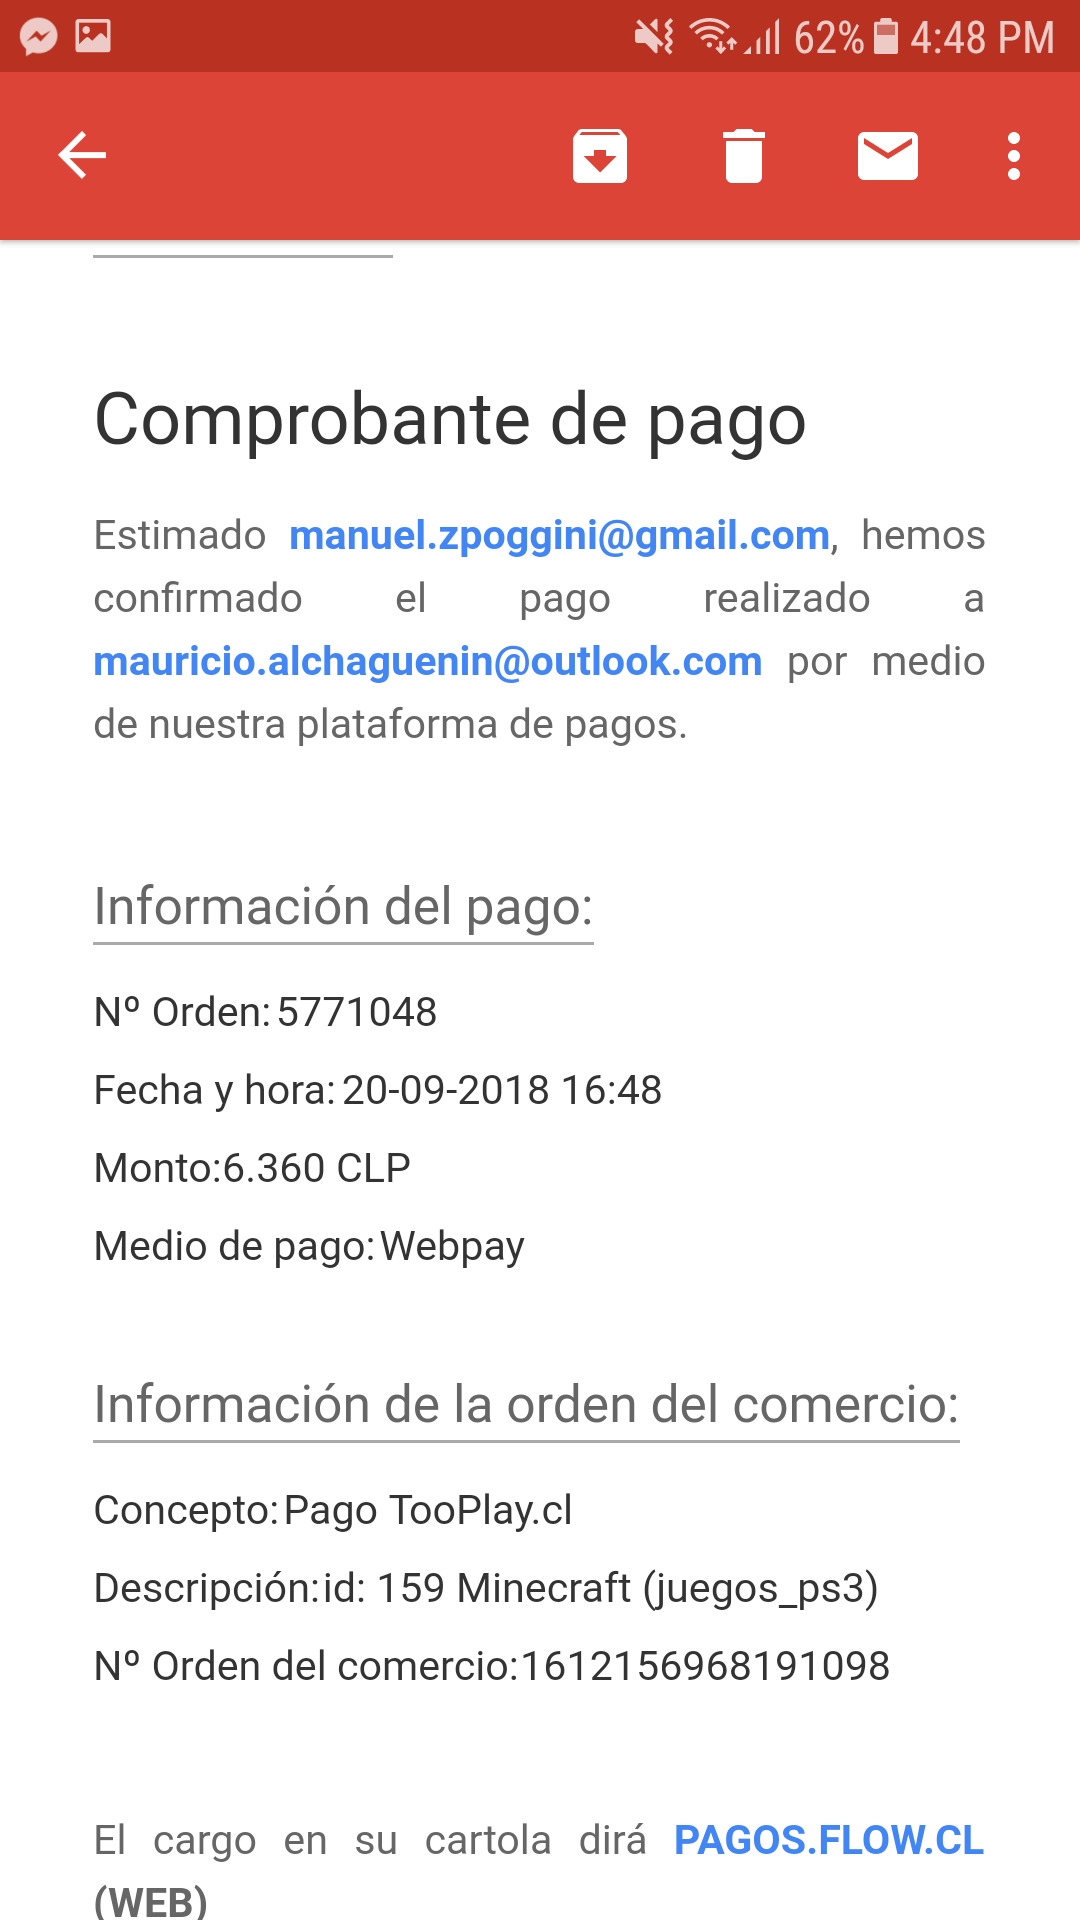 62% 4:48 PM
Comprobante de pago
Estimado manuel.zpoggini@gmail.com, hemos
confirmado el pago realizado a
mauricio.alchaguenin@outlook.com por medio
de nuestra plataforma de pagos.
Información del pago:
Nº Orden: 5771048
Fecha y hora: 20-09-2018 16:48
Monto:6.360 CLP
Medio de pago: Webpay
Información de la orden del comercio:
Concepto: Pago TooPlay.cl
Descripción: id: 159 Minecraft (juegos_ps3)
Nº Orden del comercio:1612156968191098
El cargo en su cartola dirá PAGOS.FLOW.CL
(WEB)